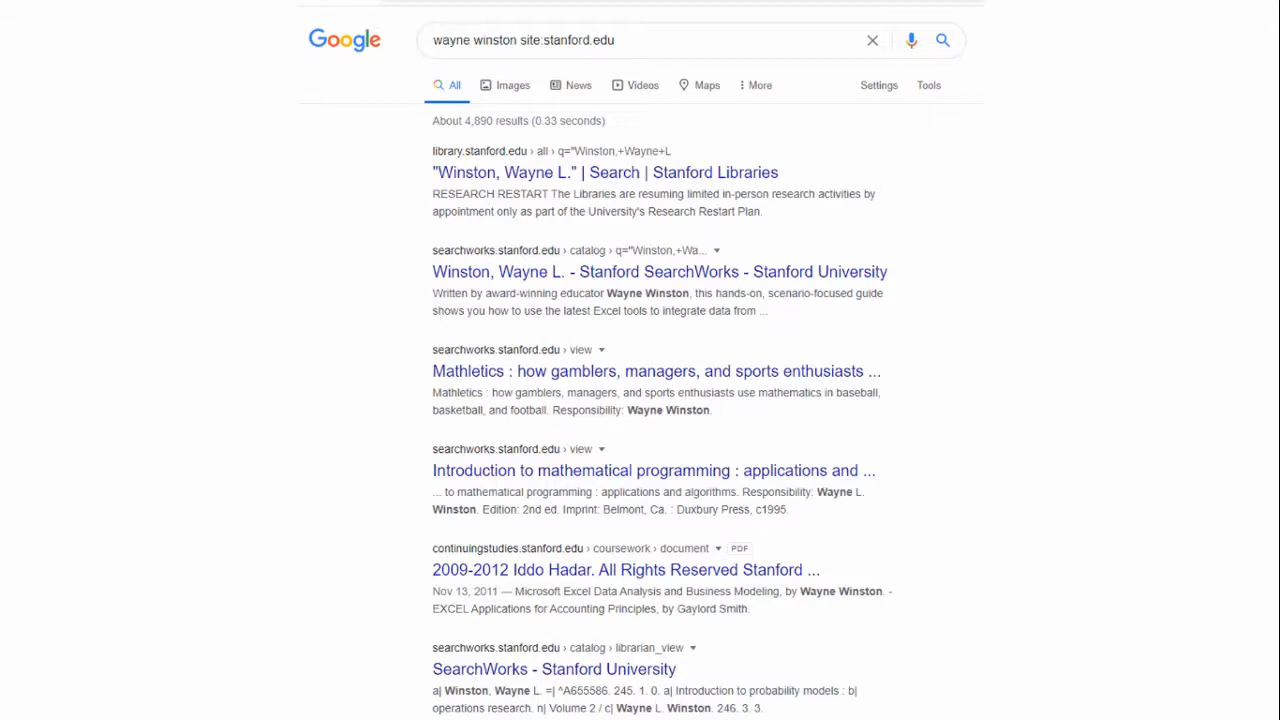 Google
wayne winston site:stanford.edu
All Images News Videos Maps More Settings Tools
About 4,890 results (0.33 seconds)
library.stanford.edu › all › q="Winston,+Wayne+L
"Winston, Wayne L." | Search | Stanford Libraries
RESEARCH RESTART The Libraries are resuming limited in-person research activities by
appointment only as part of the University's Research Restart Plan.
searchworks.stanford.edu › catalog › q="Winston,+Wa...
Winston, Wayne L. - Stanford SearchWorks - Stanford University
Written by award-winning educator Wayne Winston, this hands-on, scenario-focused guide
shows you how to use the latest Excel tools to integrate data from ...
searchworks.stanford.edu › view
Mathletics : how gamblers, managers, and sports enthusiasts ...
Mathletics : how gamblers, managers, and sports enthusiasts use mathematics in baseball,
basketball, and football. Responsibility: Wayne Winston.
searchworks.stanford.edu › view
Introduction to mathematical programming : applications and ...
... to mathematical programming : applications and algorithms. Responsibility: Wayne L.
Winston. Edition: 2nd ed. Imprint: Belmont, Ca. : Duxbury Press, c1995.
continuingstudies.stanford.edu › coursework › document PDF
2009-2012 Iddo Hadar. All Rights Reserved Stanford ...
Nov 13, 2011 — Microsoft Excel Data Analysis and Business Modeling, by Wayne Winston. -
EXCEL Applications for Accounting Principles, by Gaylord Smith.
searchworks.stanford.edu › catalog › librarian_view
SearchWorks - Stanford University
a| Winston, Wayne L. =| ^A655586. 245. 1. 0. a| Introduction to probability models : b|
operations research. n| Volume 2 / c| Wayne L. Winston. 246. 3. 3.